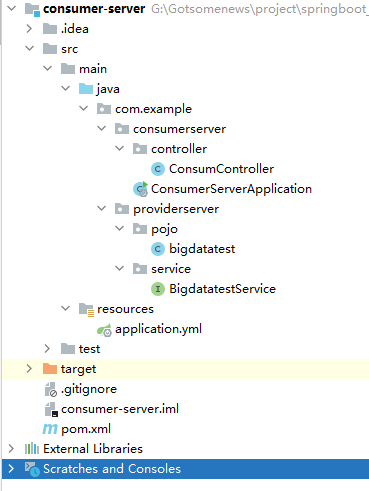 consumer-server G:\Gotsomenews\project\springboot_
.idea
src
main
java
com.example
consumerserver
controller
ConsumController
ConsumerServerApplication
providerserver
pojo
bigdatatest
service
BigdatatestService
resources
application.yml
test
target
.gitignore
consumer-server.iml
pom.xml
External Libraries
Scratches and Consoles